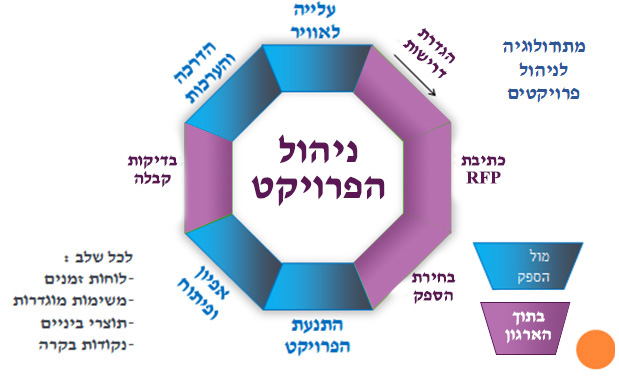 מתודולוגיה
לניהול
פרויקטים
עלייה
לאוויר
הגדרת
דרישות
כתיבת
RFP
בחירת
הספק
התנעת
הפרויקט
אפיון
ופיתוח
בדיקות
קבלה
הדרכה
והערכות
ניהול
הפרויקט
מול
הספק
בתוך
הארגון
לכל שלב :
-לוחות זמנים
-משימות מוגדרות
-תוצרי ביניים
-נקודות בקרה